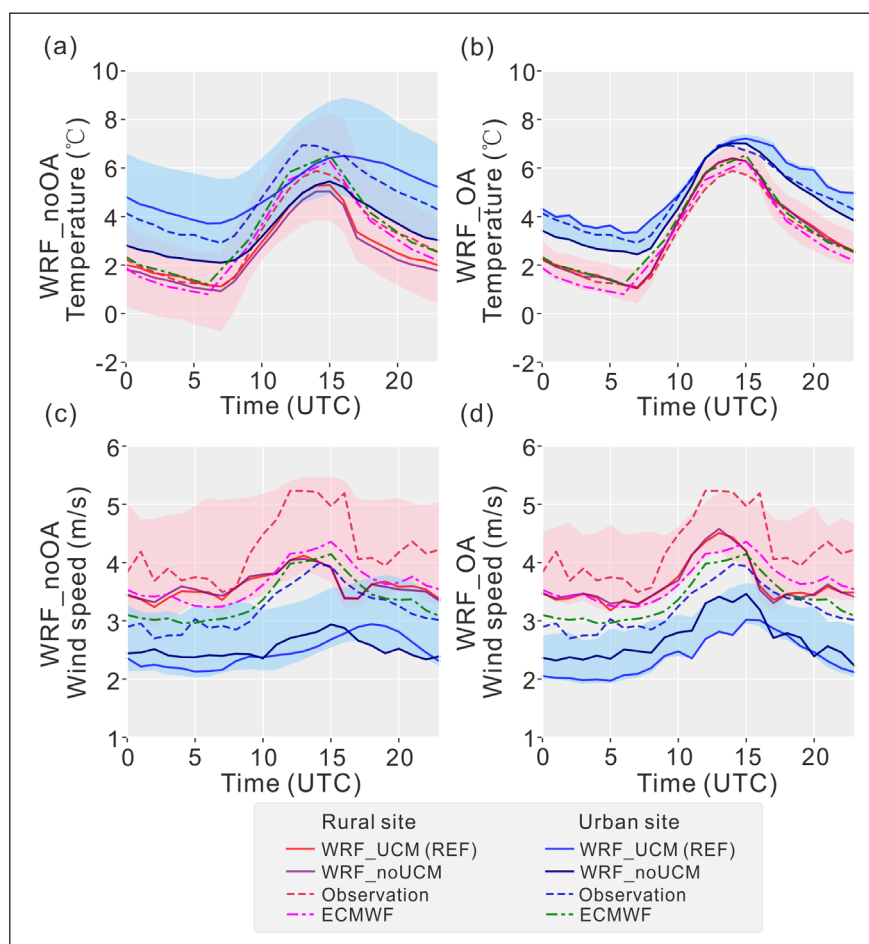 (a)
(b)
WRF_noOA
Temperature (℃)
10
8
6
4
2
0
-2
0
5
10
15
20
Time (UTC)
WRF_OA
Temperature (℃)
10
8
6
4
2
0
-2
0
5
10
15
20
Time (UTC)
(c)
(d)
WRF_noOA
Wind speed (m/s)
6
5
4
3
2
1
0
5
10
15
20
Time (UTC)
WRF_OA
Wind speed (m/s)
6
5
4
3
2
1
0
5
10
15
20
Time (UTC)
Rural site
WRF_UCM (REF)
WRF_noUCM
Observation
ECMWF
Urban site
WRF_UCM (REF)
WRF_noUCM
Observation
ECMWF